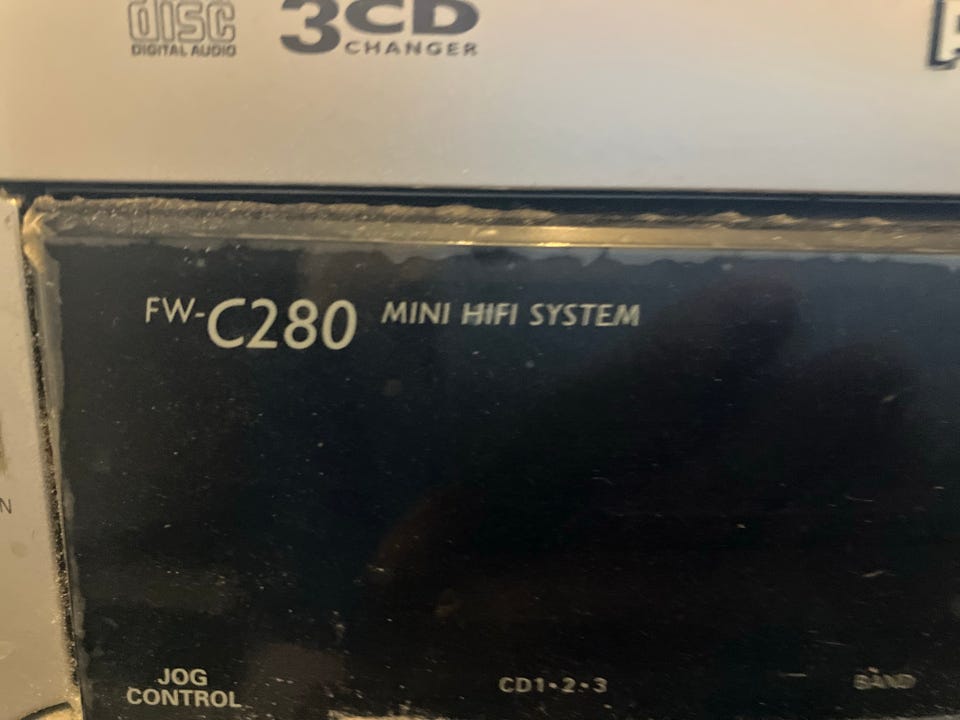 disc
DIGITAL AUDIO
3CD
CHANGER
FW-C280 MINI HIFI SYSTEM
N
JOG
CONTROL
CD1•2•3
BAND